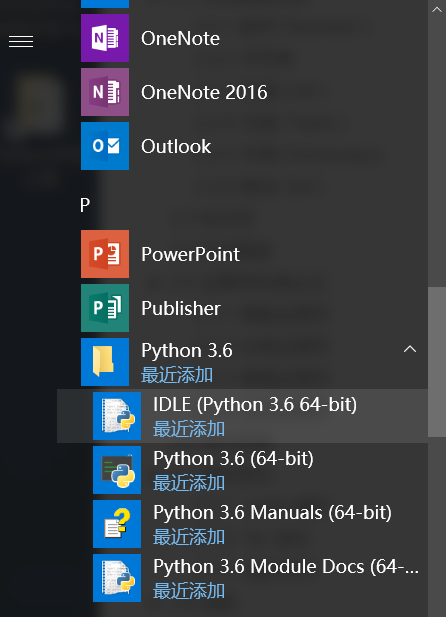 OneNote
OneNote 2016
Outlook
P
PowerPoint
Publisher
Python 3.6
最近添加
IDLE (Python 3.6 64-bit)
最近添加
Python 3.6 (64-bit)
最近添加
Python 3.6 Manuals (64-bit)
最近添加
Python 3.6 Module Docs (64-...
最近添加